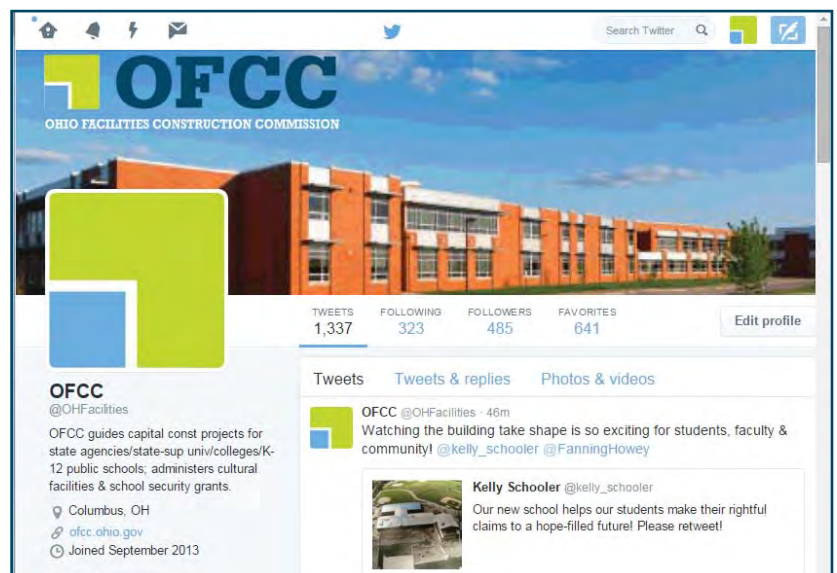 Search Twitter
OFCC
OHIO FACILITIES CONSTRUCTION COMMISSION
TWEETS
1,337
FOLLOWING
323
FOLLOWERS
485
FAVORITES
641
Edit profile
OFCC
@OHFacilities
OFCC guides capital const projects for
state agencies/state-sup univ/colleges/K-
12 public schools; administers cultural
facilities & school security grants.
Columbus, OH
ofcc.ohio.gov
Joined September 2013
Tweets
Tweets & replies
Photos & videos
OFCC @OHFacilities · 46m
Watching the building take shape is so exciting for students, faculty &
community! @kelly_schooler @FanningHowey
Kelly Schooler @kelly_schooler
Our new school helps our students make their rightful
claims to a hope-filled future! Please retweet!